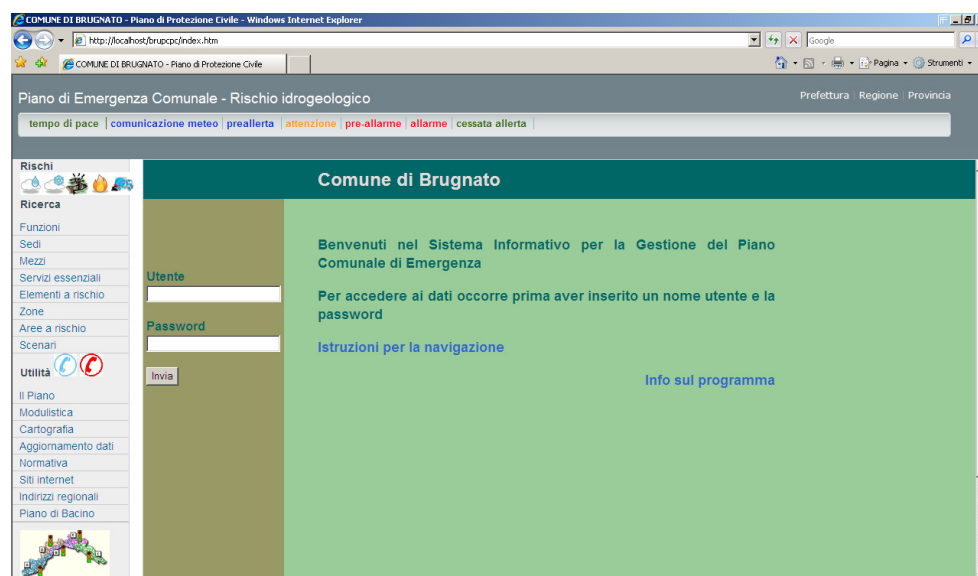 COMUNE DI BRUGNATO - Piano di Protezione Civile - Windows Internet Explorer
http://localhost/brupcpc/index.htm
Google
COMUNE DI BRUGNATO - Piano di Protezione Civile
Pagina
Strumenti
Piano di Emergenza Comunale - Rischio idrogeologico
Prefettura | Regione | Provincia
tempo di pace | comunicazione meteo | preallerta | attenzione | pre-allarme | allarme | cessata allerta
Rischi
Ricerca
Funzioni
Sedi
Mezzi
Servizi essenziali
Elementi a rischio
Zone
Aree a rischio
Scenari
Utilità
Il Piano
Modulistica
Cartografia
Aggiornamento dati
Normativa
Siti internet
Indirizzi regionali
Piano di Bacino
Utente
Password
Invia
Comune di Brugnato
Benvenuti nel Sistema Informativo per la Gestione del Piano
Comunale di Emergenza
Per accedere ai dati occorre prima aver inserito un nome utente e la
password
Istruzioni per la navigazione
Info sul programma